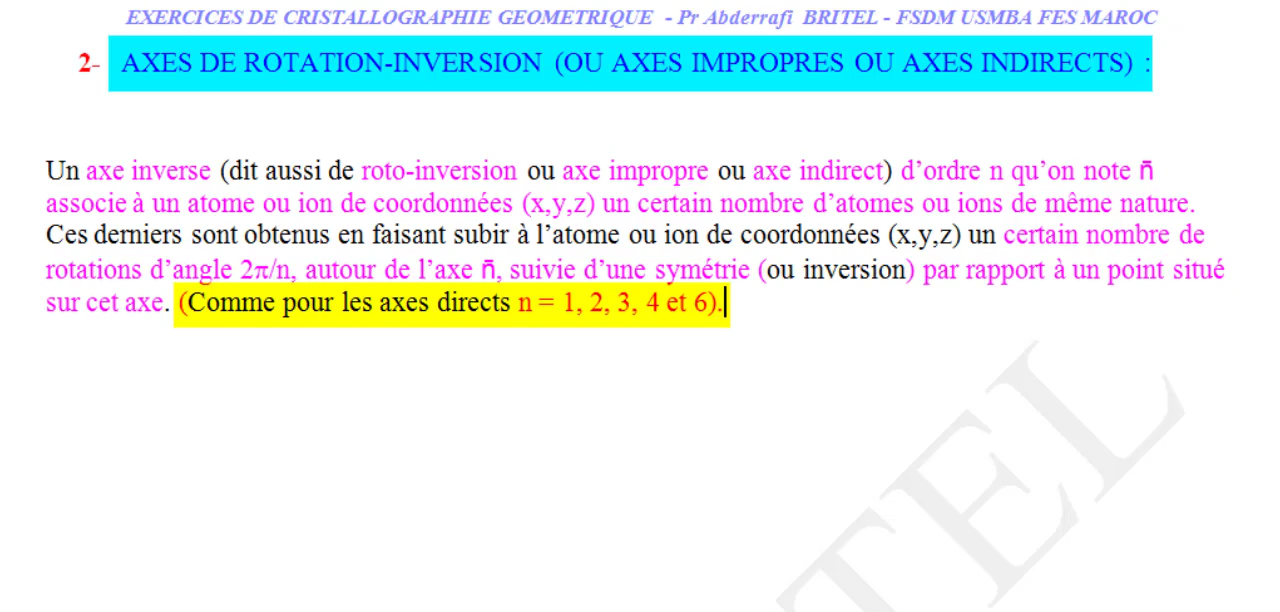 EXERCICES DE CRISTALLOGRAPHIE GEOMETRIQUE - Pr Abderrafi BRITEL - FSDM USMBA FES MAROC
2- AXES DE ROTATION-INVERSION (OU AXES IMPROPRES OU AXES INDIRECTS) :
Un axe inverse (dit aussi de roto-inversion ou axe impropre ou axe indirect) d’ordre n qu’on note n̄
associe à un atome ou ion de coordonnées (x,y,z) un certain nombre d’atomes ou ions de même nature.
Ces derniers sont obtenus en faisant subir à l’atome ou ion de coordonnées (x,y,z) un certain nombre de
rotations d’angle 2π/n, autour de l’axe n̄, suivie d’une symétrie (ou inversion) par rapport à un point situé
sur cet axe. (Comme pour les axes directs n = 1, 2, 3, 4 et 6).
TEL